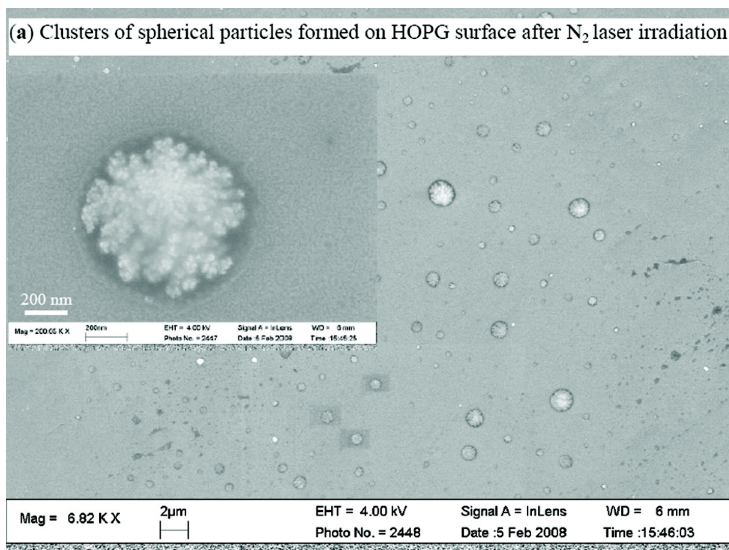 (a) Clusters of spherical particles formed on HOPG surface after N₂ laser irradiation
200 nm
Mag = 200.05 K X 200nm EHT = 4.00 kV Signal A = InLens WD = 6 mm
Photo No. = 2447 Date :5 Feb 2008 Time :15:45:25
Mag = 6.82 K X 2µm EHT = 4.00 kV Signal A = InLens WD = 6 mm
Photo No. = 2448 Date :5 Feb 2008 Time :15:46:03